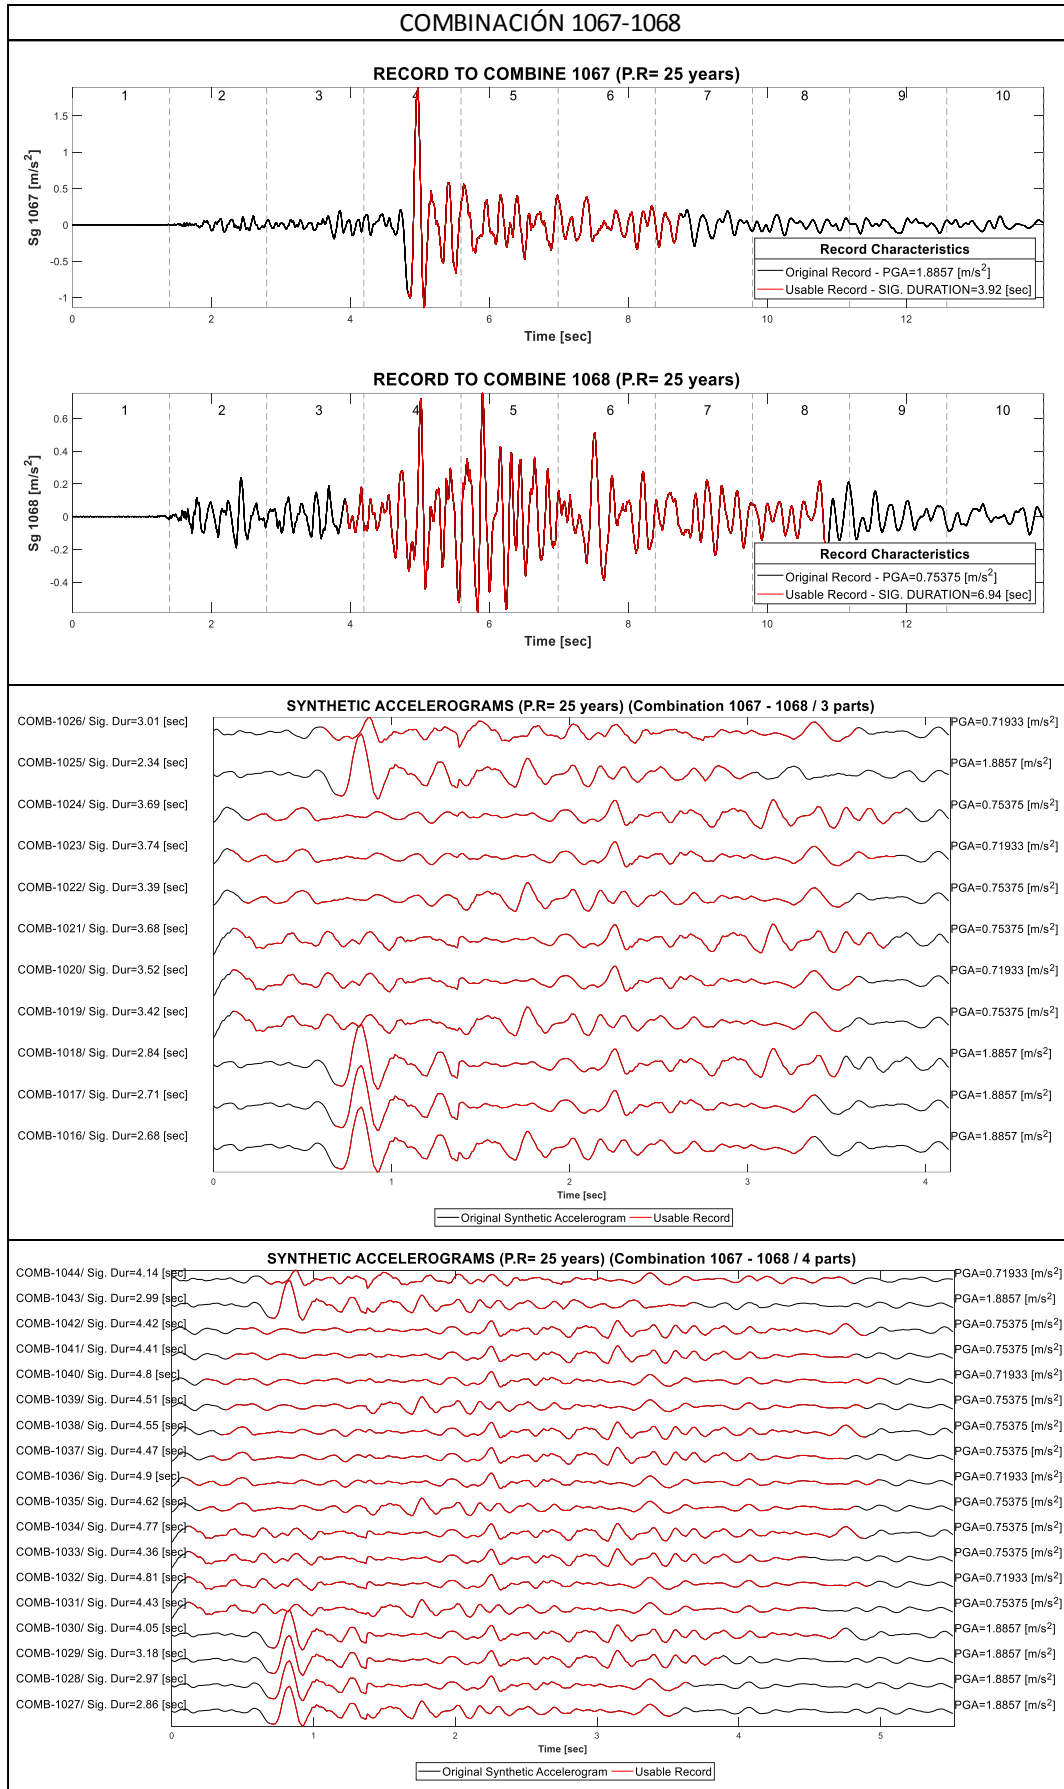 COMBINACIÓN 1067-1068
RECORD TO COMBINE 1067 (P.R= 25 years)
1 2 3 4 5 6 7 8 9 10
1.5
1
0.5
0
-0.5
-1
Sg 1067 [m/s²]
Record Characteristics
Original Record - PGA=1.8857 [m/s²]
Usable Record - SIG. DURATION=3.92 [sec]
0 2 4 6 8 10 12
Time [sec]
RECORD TO COMBINE 1068 (P.R= 25 years)
1 2 3 4 5 6 7 8 9 10
0.6
0.4
0.2
0
-0.2
-0.4
Sg 1068 [m/s²]
Record Characteristics
Original Record - PGA=0.75375 [m/s²]
Usable Record - SIG. DURATION=6.94 [sec]
0 2 4 6 8 10 12
Time [sec]
SYNTHETIC ACCELEROGRAMS (P.R= 25 years) (Combination 1067 - 1068 / 3 parts)
COMB-1026/ Sig. Dur=3.01 [sec] PGA=0.71933 [m/s²]
COMB-1025/ Sig. Dur=2.34 [sec] PGA=1.8857 [m/s²]
COMB-1024/ Sig. Dur=3.69 [sec] PGA=0.75375 [m/s²]
COMB-1023/ Sig. Dur=3.74 [sec] PGA=0.71933 [m/s²]
COMB-1022/ Sig. Dur=3.39 [sec] PGA=0.75375 [m/s²]
COMB-1021/ Sig. Dur=3.68 [sec] PGA=0.75375 [m/s²]
COMB-1020/ Sig. Dur=3.52 [sec] PGA=0.71933 [m/s²]
COMB-1019/ Sig. Dur=3.42 [sec] PGA=0.75375 [m/s²]
COMB-1018/ Sig. Dur=2.84 [sec] PGA=1.8857 [m/s²]
COMB-1017/ Sig. Dur=2.71 [sec] PGA=1.8857 [m/s²]
COMB-1016/ Sig. Dur=2.68 [sec] PGA=1.8857 [m/s²]
0 1 2 3 4
Time [sec]
Original Synthetic Accelerogram Usable Record
SYNTHETIC ACCELEROGRAMS (P.R= 25 years) (Combination 1067 - 1068 / 4 parts)
COMB-1044/ Sig. Dur=4.14 [sec] PGA=0.71933 [m/s²]
COMB-1043/ Sig. Dur=2.99 [sec] PGA=1.8857 [m/s²]
COMB-1042/ Sig. Dur=4.42 [sec] PGA=0.75375 [m/s²]
COMB-1041/ Sig. Dur=4.41 [sec] PGA=0.75375 [m/s²]
COMB-1040/ Sig. Dur=4.8 [sec] PGA=0.71933 [m/s²]
COMB-1039/ Sig. Dur=4.51 [sec] PGA=0.75375 [m/s²]
COMB-1038/ Sig. Dur=4.55 [sec] PGA=0.75375 [m/s²]
COMB-1037/ Sig. Dur=4.47 [sec] PGA=0.75375 [m/s²]
COMB-1036/ Sig. Dur=4.9 [sec] PGA=0.71933 [m/s²]
COMB-1035/ Sig. Dur=4.62 [sec] PGA=0.75375 [m/s²]
COMB-1034/ Sig. Dur=4.77 [sec] PGA=0.75375 [m/s²]
COMB-1033/ Sig. Dur=4.36 [sec] PGA=0.75375 [m/s²]
COMB-1032/ Sig. Dur=4.81 [sec] PGA=0.71933 [m/s²]
COMB-1031/ Sig. Dur=4.43 [sec] PGA=0.75375 [m/s²]
COMB-1030/ Sig. Dur=4.05 [sec] PGA=1.8857 [m/s²]
COMB-1029/ Sig. Dur=3.18 [sec] PGA=1.8857 [m/s²]
COMB-1028/ Sig. Dur=2.97 [sec] PGA=1.8857 [m/s²]
COMB-1027/ Sig. Dur=2.86 [sec] PGA=1.8857 [m/s²]
0 1 2 3 4 5
Time [sec]
Original Synthetic Accelerogram Usable Record